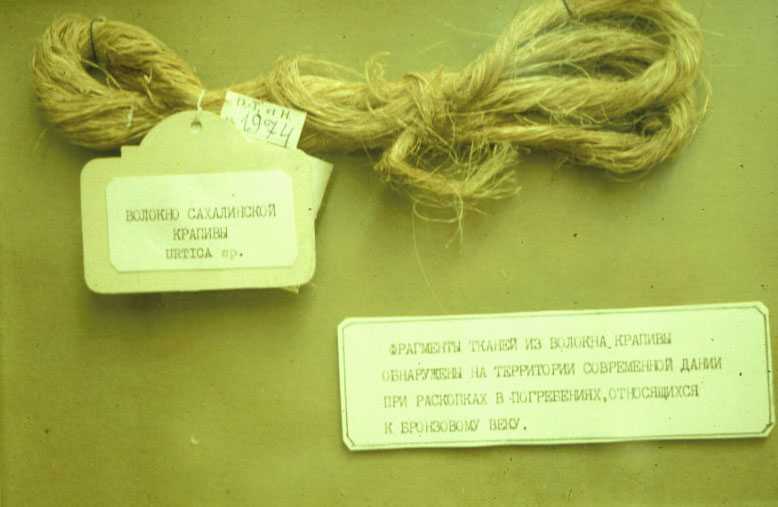 1974
ВОЛОКНО САХАЛИНСКОЙ
КРАПИВЫ
URTICA sp.
ФРАГМЕНТЫ ТКАНЕЙ ИЗ ВОЛОКНА КРАПИВЫ
ОБНАРУЖЕНЫ НА ТЕРРИТОРИИ СОВРЕМЕННОЙ ДАНИИ
ПРИ РАСКОПКАХ В ПОГРЕБЕНИЯХ, ОТНОСЯЩИХСЯ
К БРОНЗОВОМУ ВЕКУ.